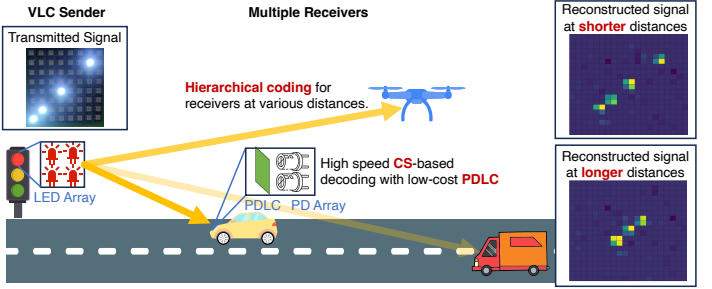 VLC Sender
Multiple Receivers
Transmitted Signal
Hierarchical coding for
receivers at various distances.
High speed CS-based
decoding with low-cost PDLC
LED Array
PDLC PD Array
Reconstructed signal
at shorter distances
Reconstructed signal
at longer distances